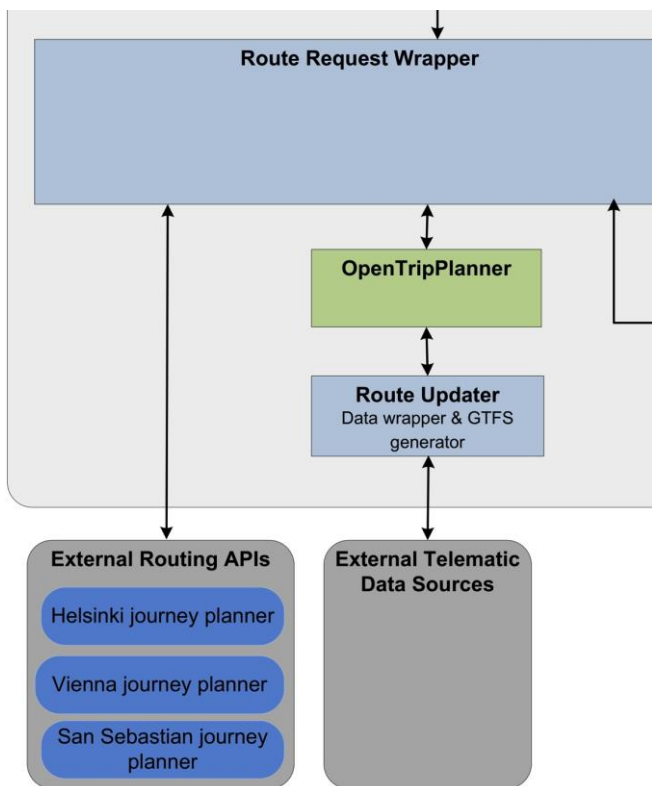 Route Request Wrapper
OpenTripPlanner
Route Updater
Data wrapper & GTFS
generator
External Routing APIs
Helsinki journey planner
Vienna journey planner
San Sebastian journey
planner
External Telematic
Data Sources